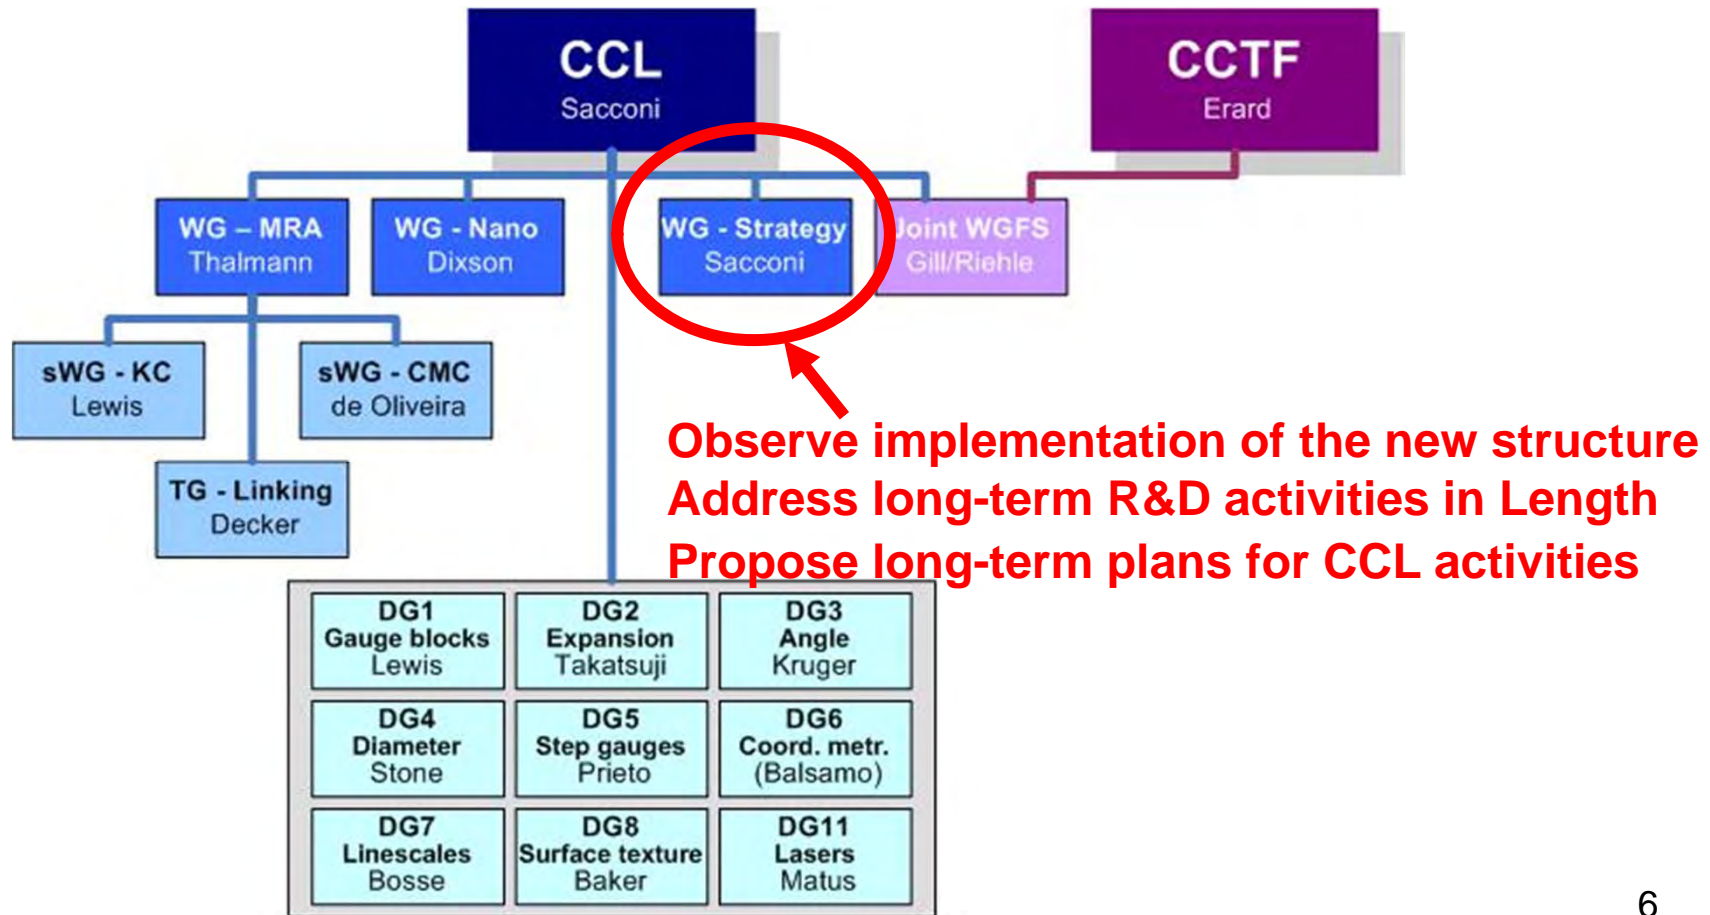 CCL
Sacconi
CCTF
Erard
WG – MRA
Thalmann
WG - Nano
Dixson
WG - Strategy
Sacconi
Joint WGFS
Gill/Riehle
sWG - KC
Lewis
sWG - CMC
de Oliveira
TG - Linking
Decker
Observe implementation of the new structure
Address long-term R&D activities in Length
Propose long-term plans for CCL activities
DG1
Gauge blocks
Lewis
DG2
Expansion
Takatsuji
DG3
Angle
Kruger
DG4
Diameter
Stone
DG5
Step gauges
Prieto
DG6
Coord. metr.
(Balsamo)
DG7
Linescales
Bosse
DG8
Surface texture
Baker
DG11
Lasers
Matus
6